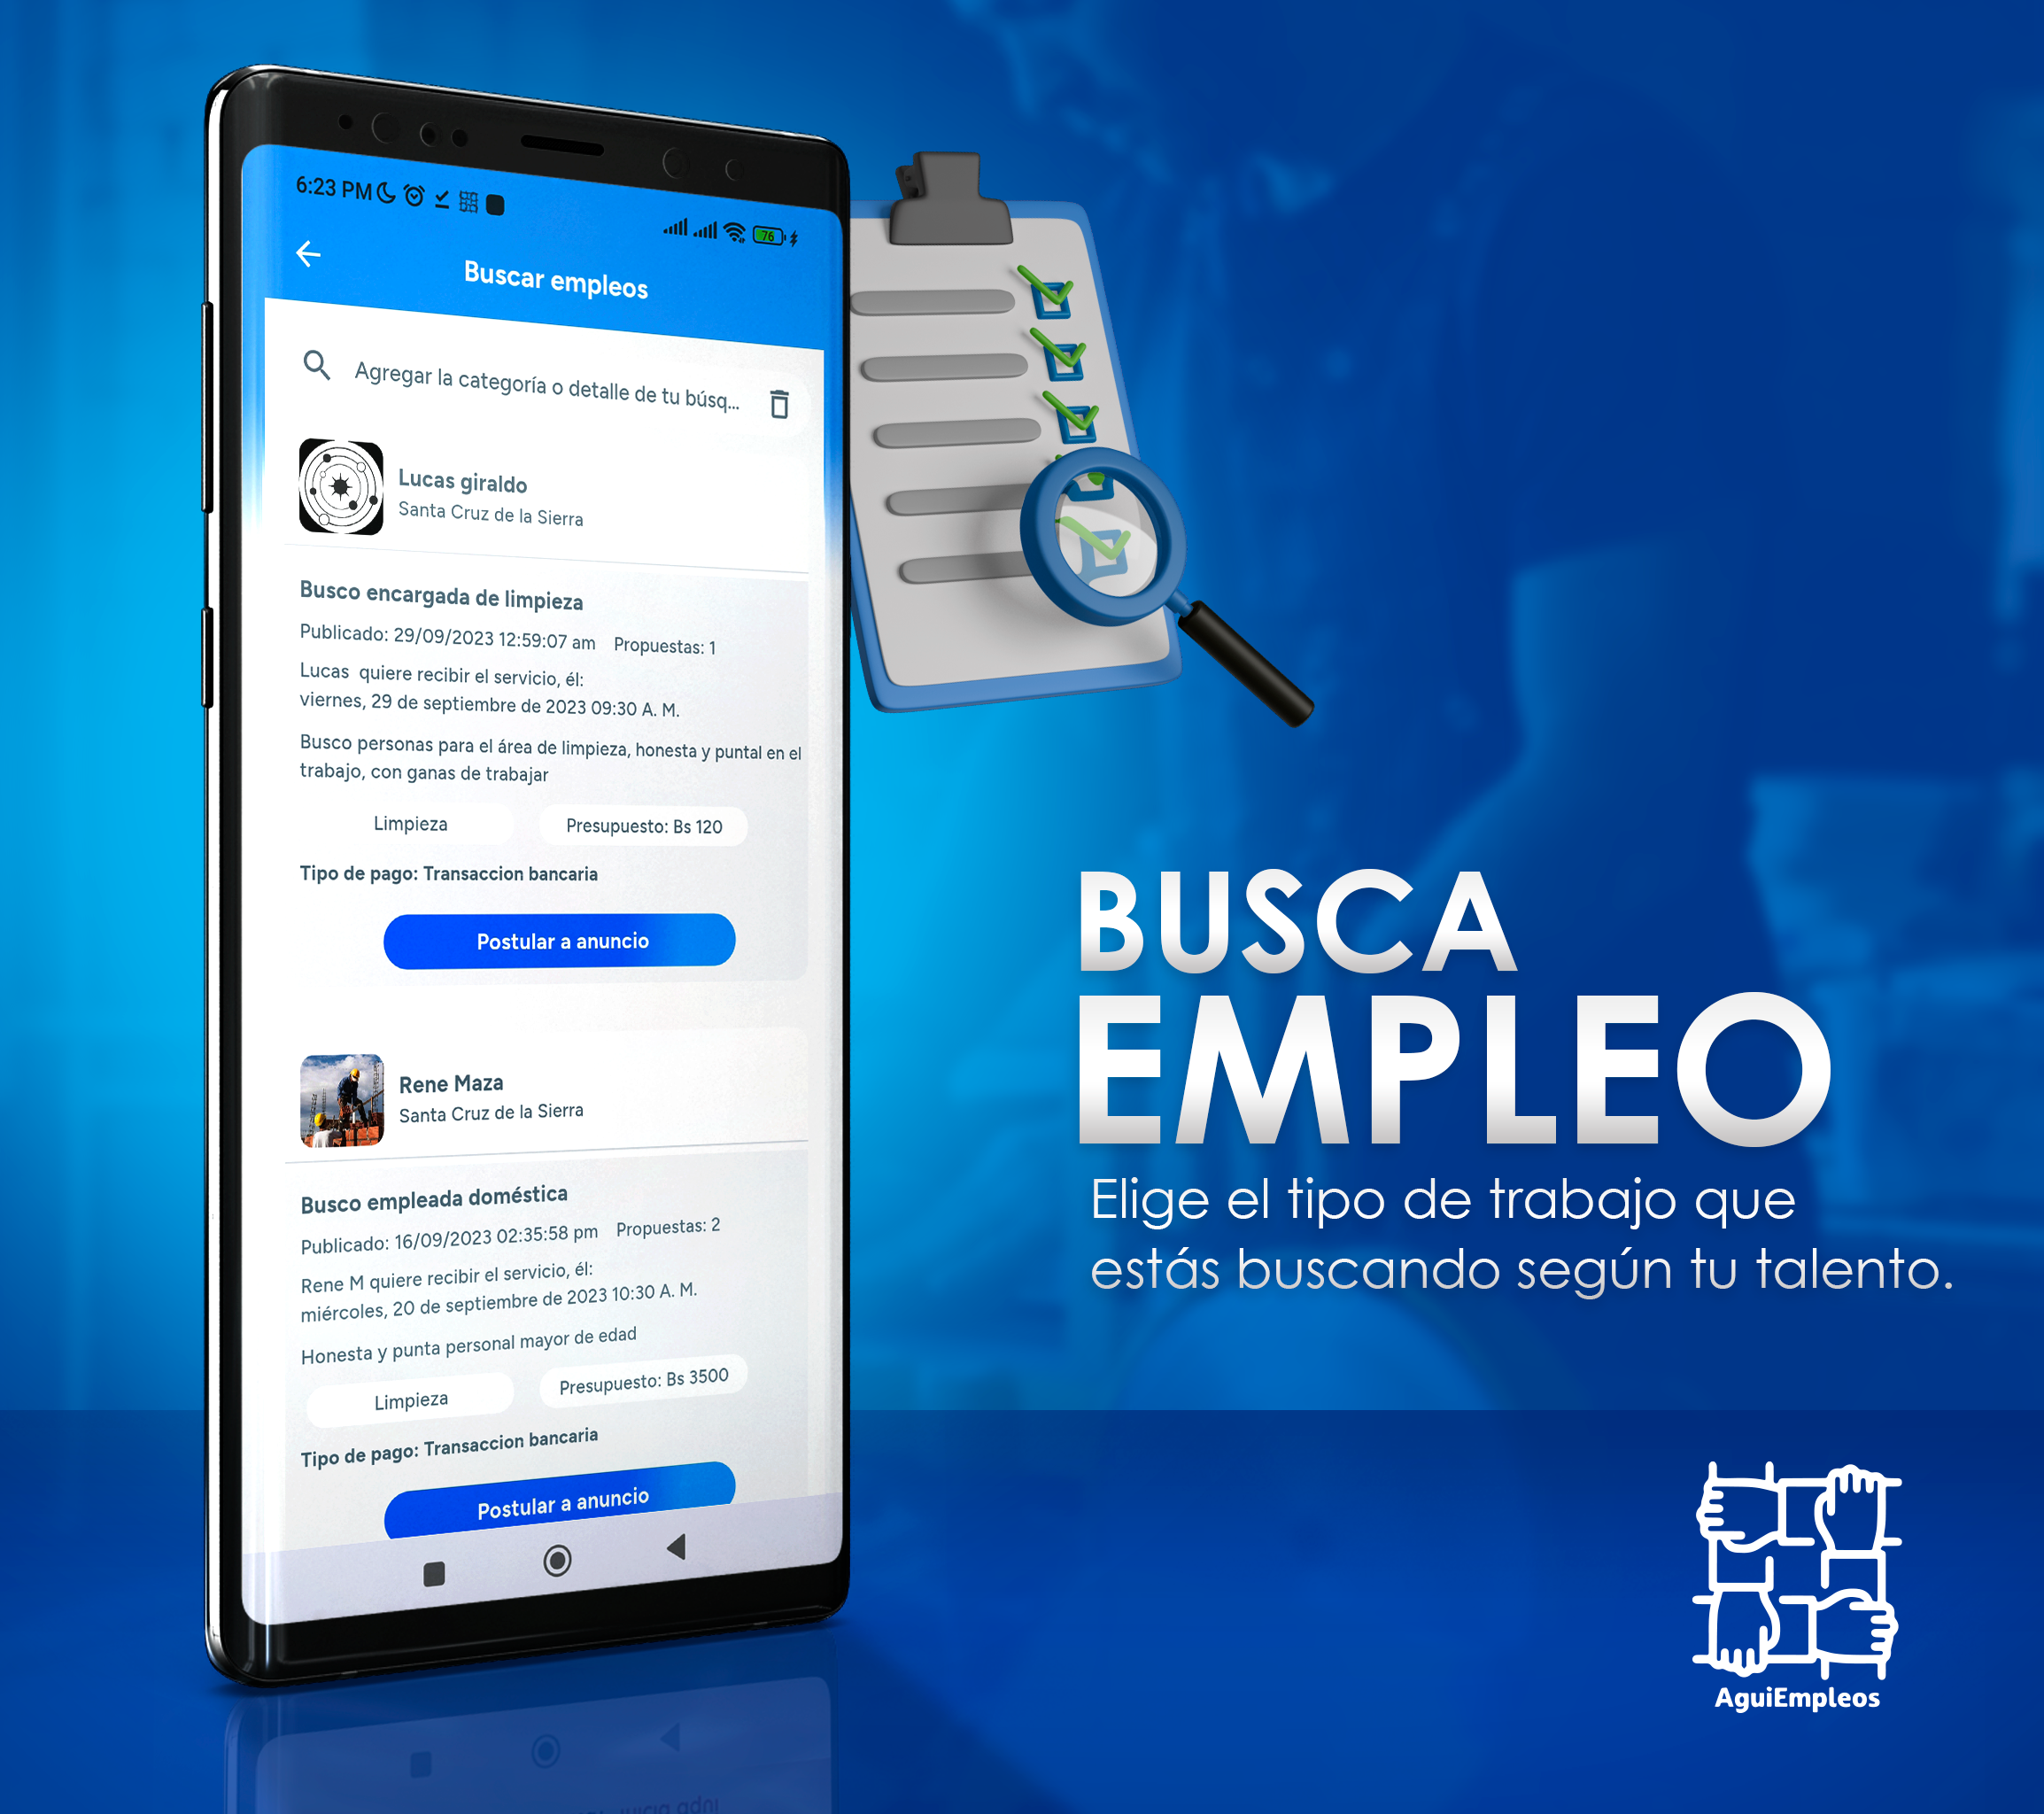 6:23 PM
76
Buscar empleos
Agregar la categoría o detalle de tu búsq...
Lucas giraldo
Santa Cruz de la Sierra
Busco encargada de limpieza
Publicado: 29/09/2023 12:59:07 am Propuestas: 1
Lucas quiere recibir el servicio, él:
viernes, 29 de septiembre de 2023 09:30 A. M.
Busco personas para el área de limpieza, honesta y puntal en el
trabajo, con ganas de trabajar
Limpieza Presupuesto: Bs 120
Tipo de pago: Transaccion bancaria
Postular a anuncio
Rene Maza
Santa Cruz de la Sierra
Busco empleada doméstica
Publicado: 16/09/2023 02:35:58 pm Propuestas: 2
Rene M quiere recibir el servicio, él:
miércoles, 20 de septiembre de 2023 10:30 A. M.
Honesta y punta personal mayor de edad
Limpieza Presupuesto: Bs 3500
Tipo de pago: Transaccion bancaria
Postular a anuncio
BUSCA
EMPLEO
Elige el tipo de trabajo que
estás buscando según tu talento.
AguiEmpleos